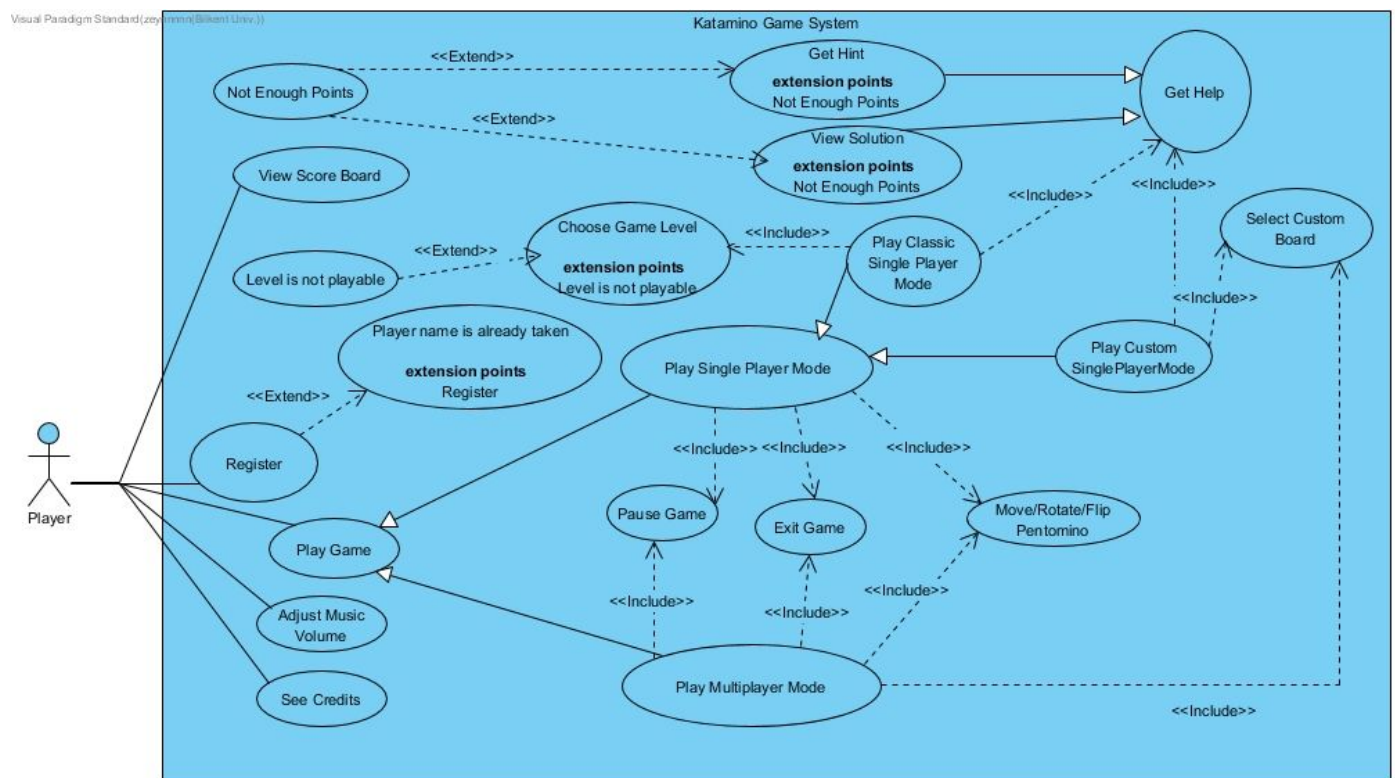 Visual Paradigm Standard(zeynnnnn(Bilkent Univ.))
Katamino Game System
<<Extend>>
Get Hint
extension points
Not Enough Points
Not Enough Points
Get Help
<<Extend>>
View Solution
extension points
Not Enough Points
View Score Board
<<Include>>
<<Include>>
Choose Game Level
extension points
Level is not playable
<<Include>>
Play Classic
Single Player
Mode
Select Custom
Board
<<Extend>>
Level is not playable
<<Include>>
Player name is already taken
extension points
Register
Play Single Player Mode
Play Custom
SinglePlayerMode
<<Extend>>
Register
<<Include>>
<<Include>>
<<Include>>
Player
Pause Game
Exit Game
Move/Rotate/Flip
Pentomino
Play Game
<<Include>>
<<Include>>
<<Include>>
Adjust Music
Volume
See Credits
Play Multiplayer Mode
<<Include>>